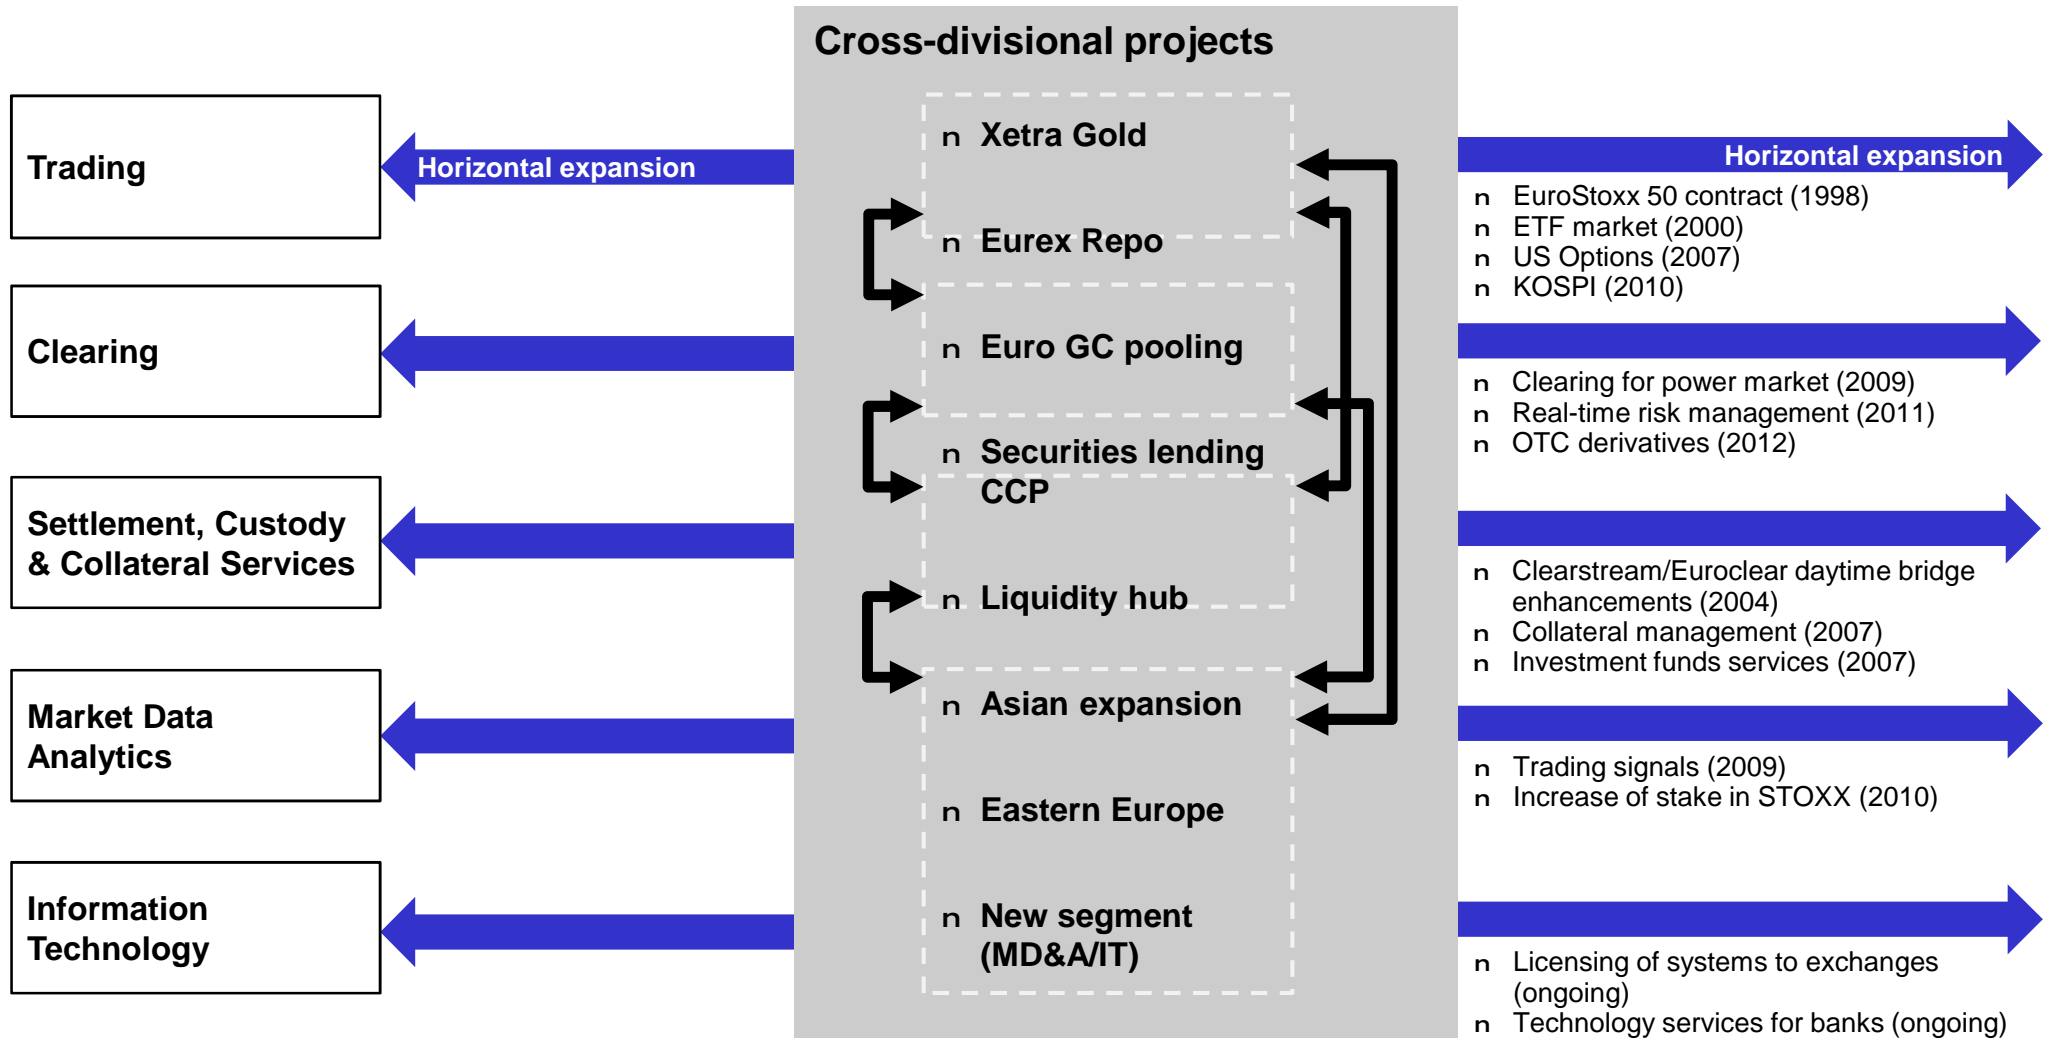 Cross-divisional projects
Trading
Horizontal expansion
n Xetra Gold
n Eurex Repo
Horizontal expansion
n EuroStoxx 50 contract (1998)
n ETF market (2000)
n US Options (2007)
n KOSPI (2010)
Clearing
n Euro GC pooling
n Clearing for power market (2009)
n Real-time risk management (2011)
n OTC derivatives (2012)
Settlement, Custody
& Collateral Services
n Securities lending
CCP
n Liquidity hub
n Clearstream/Euroclear daytime bridge
enhancements (2004)
n Collateral management (2007)
n Investment funds services (2007)
Market Data
Analytics
n Asian expansion
n Eastern Europe
n Trading signals (2009)
n Increase of stake in STOXX (2010)
Information
Technology
n New segment
(MD&A/IT)
n Licensing of systems to exchanges
(ongoing)
n Technology services for banks (ongoing)